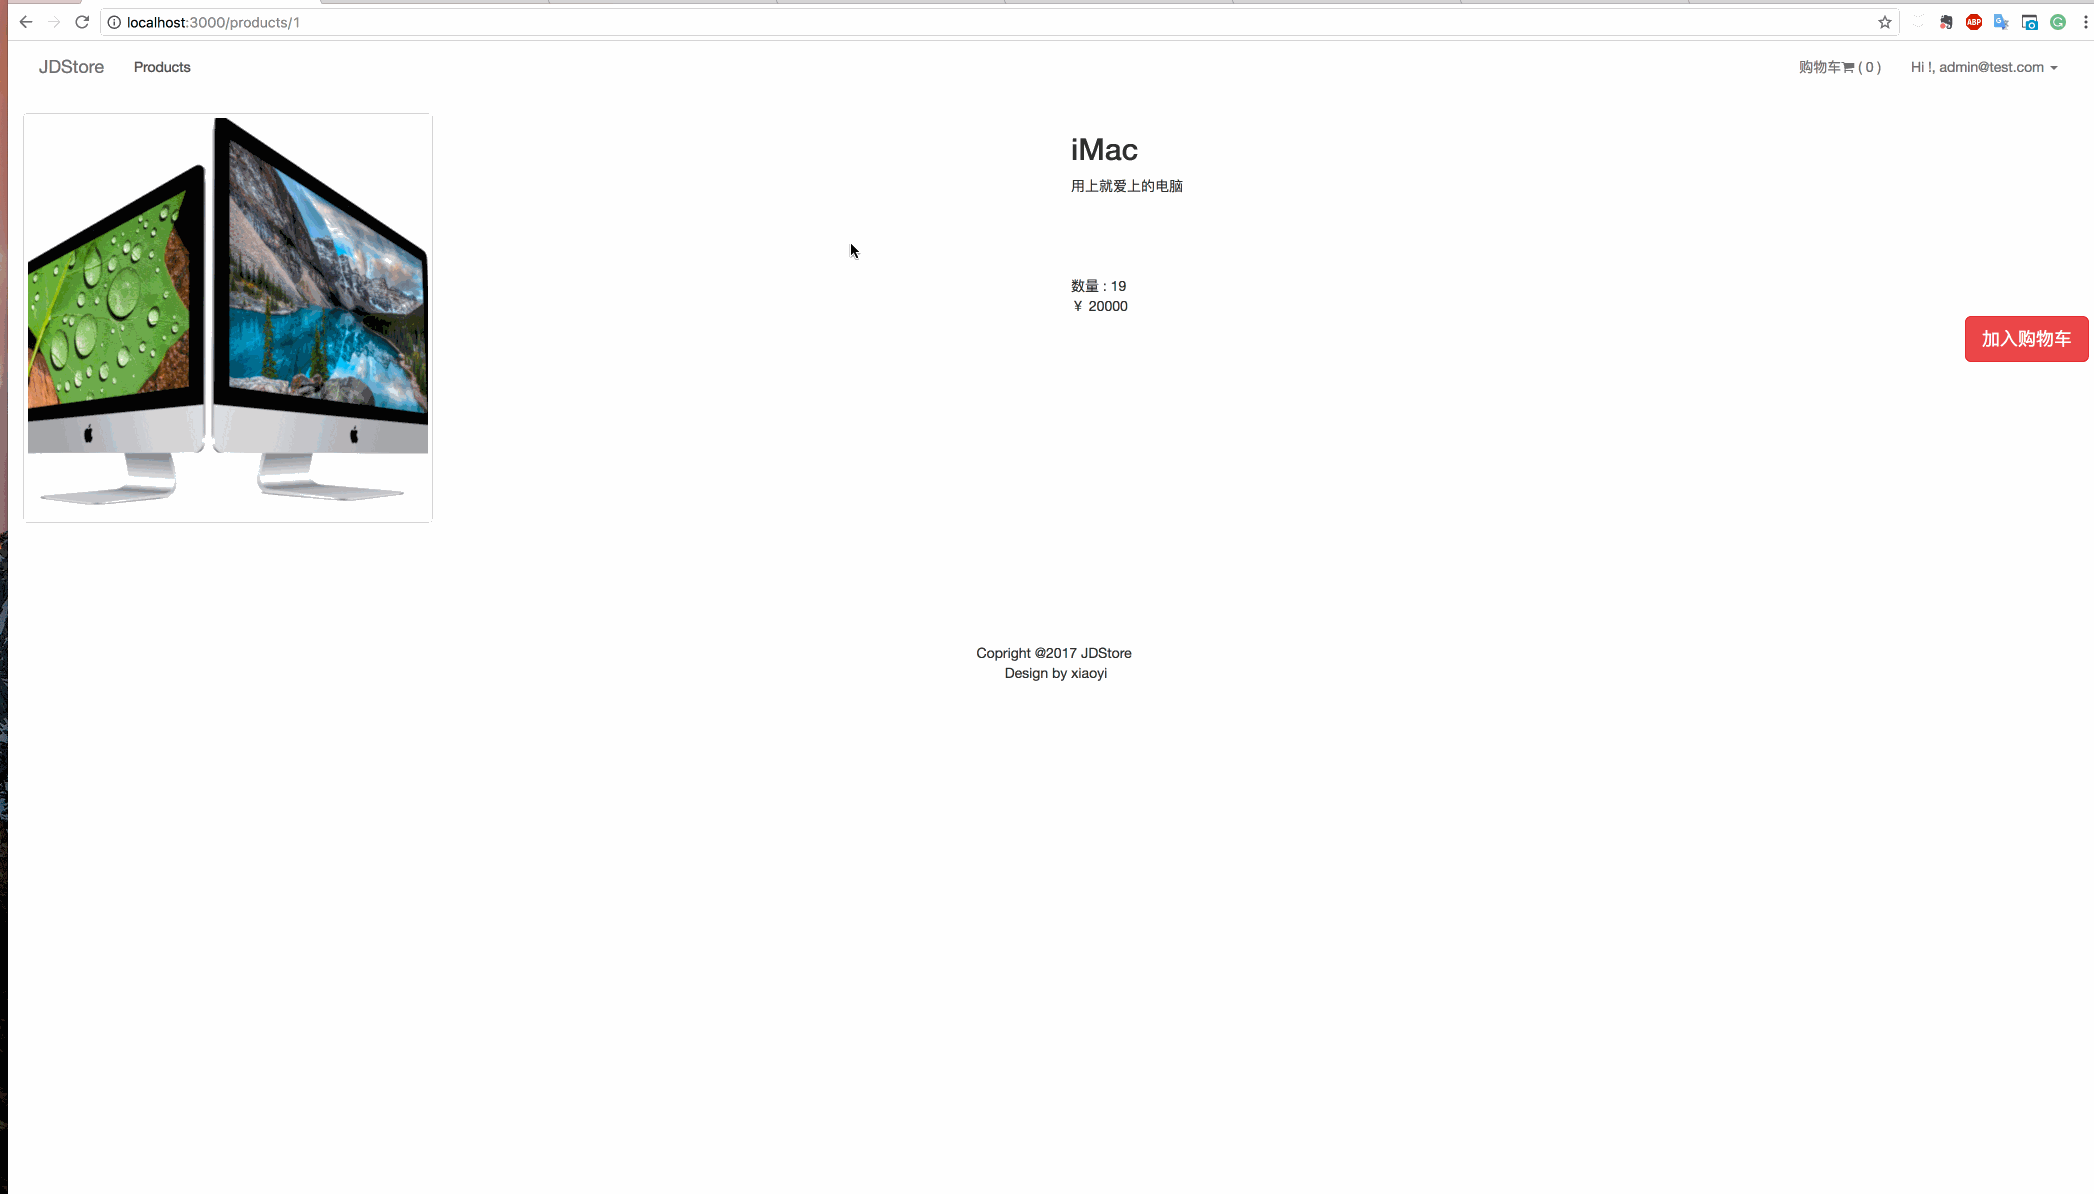 localhost:3000/products/1
ABP
JDStore Products 购物车 ( 0 ) Hi !, admin@test.com
iMac
用上就爱上的电脑
数量 : 19
¥ 20000
加入购物车
Copright @2017 JDStore
Design by xiaoyi